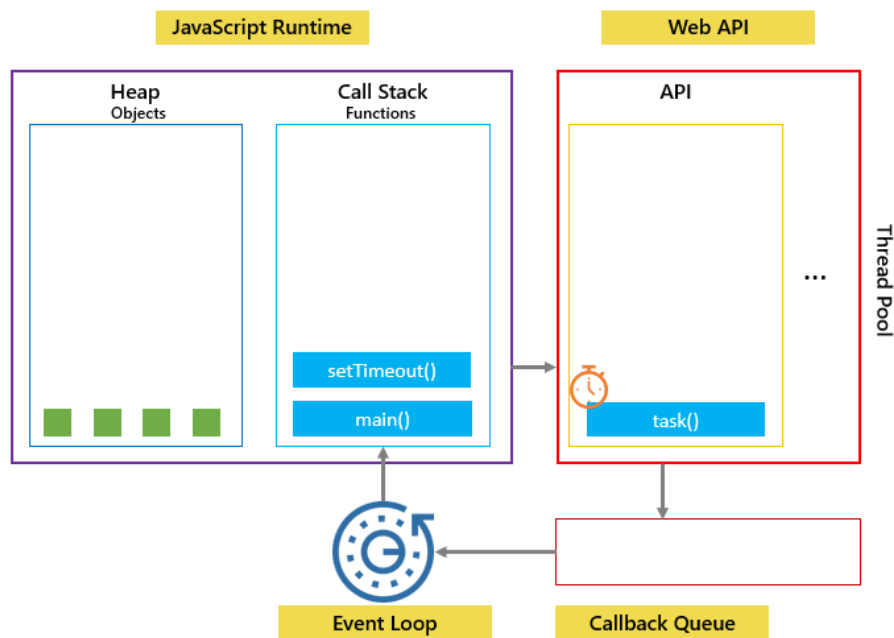 JavaScript Runtime
Web API
Heap
Objects
Call Stack
Functions
API
Thread Pool
...
setTimeout()
main()
task()
Event Loop
Callback Queue